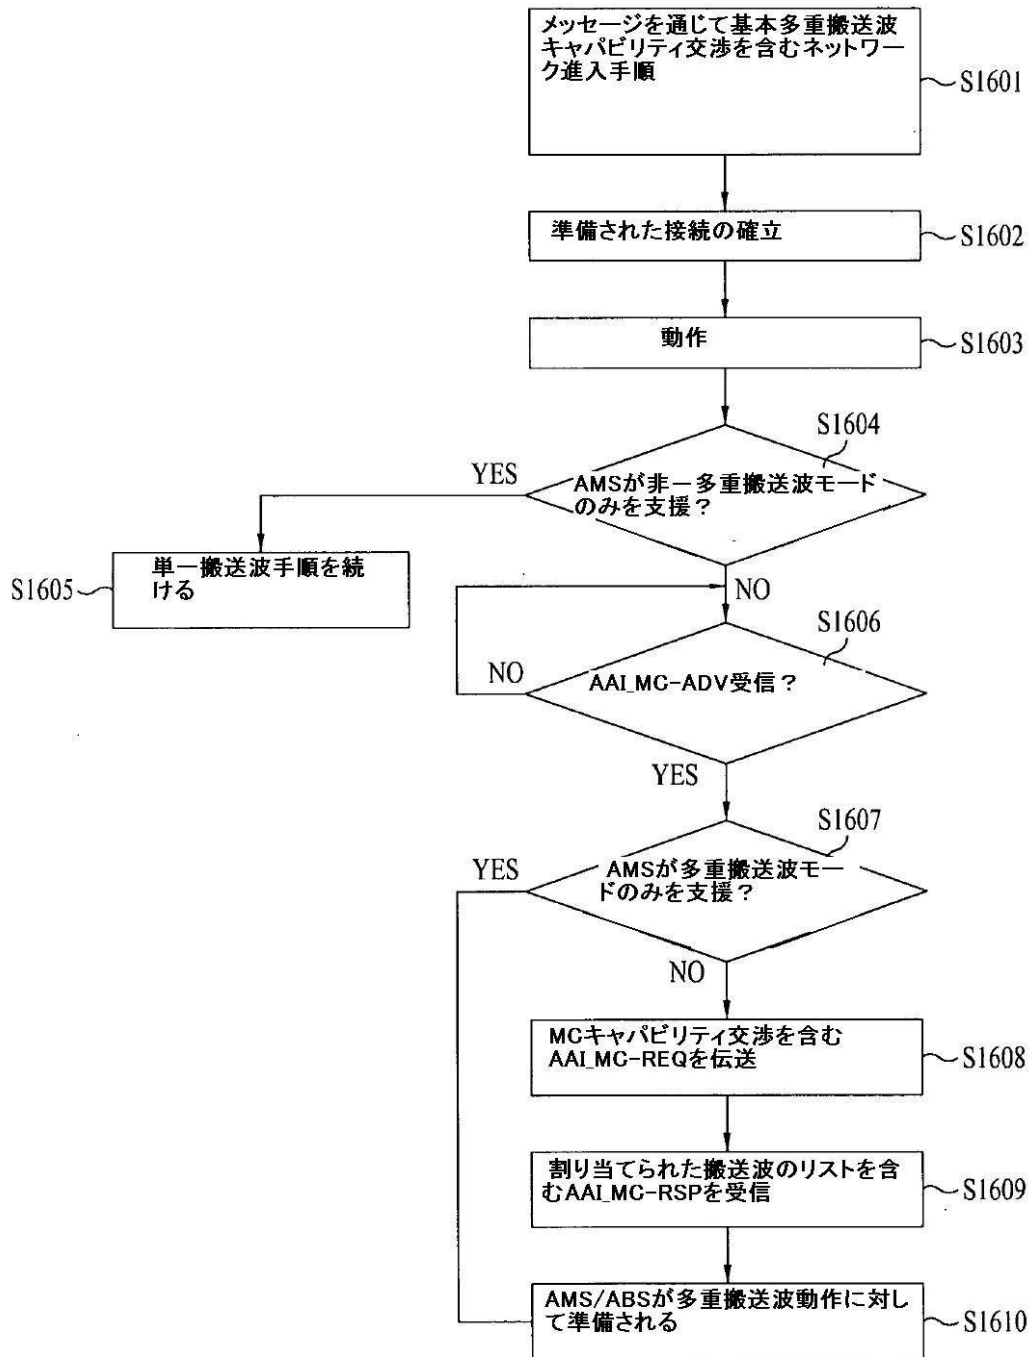 メッセージを通じて基本多重搬送波
キャパビリティ交渉を含むネットワー
ク進入手順
S1601
準備された接続の確立
S1602
動作
S1603
S1604
YES
AMSが非ー多重搬送波モード
のみを支援？
単一搬送波手順を続
ける
S1605
NO
S1606
NO
AAI_MC-ADV受信？
YES
S1607
YES
AMSが多重搬送波モー
ドのみを支援？
NO
MCキャパビリティ交渉を含む
AAI_MC-REQを伝送
S1608
割り当てられた搬送波のリストを含
むAAI_MC-RSPを受信
S1609
AMS/ABSが多重搬送波動作に対し
て準備される
S1610